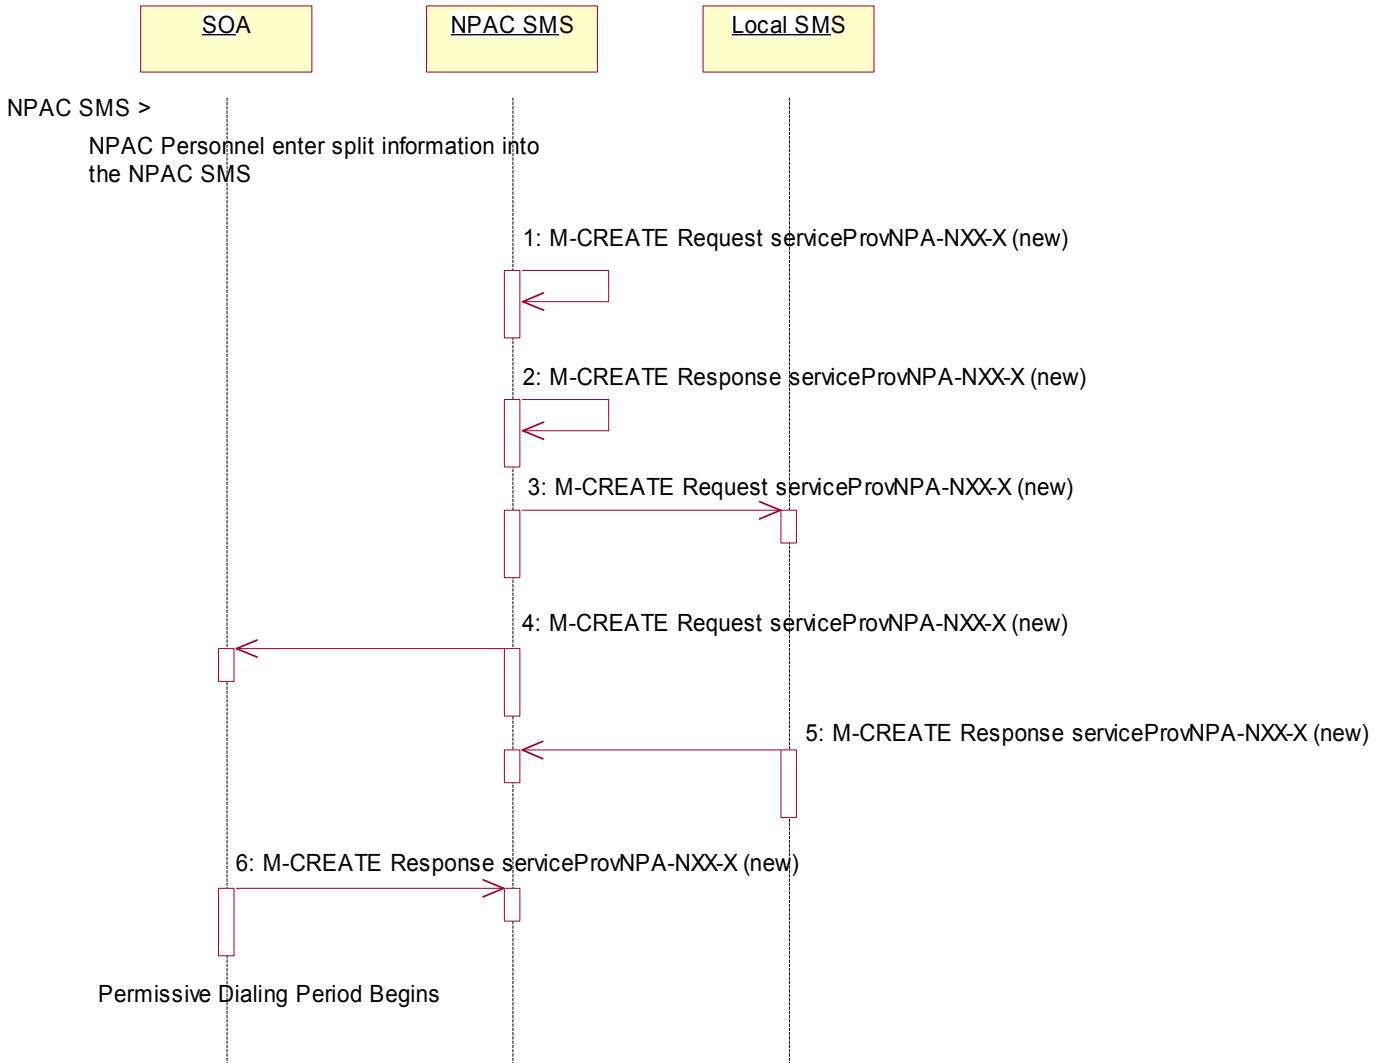 SOA
NPAC SMS
Local SMS
NPAC SMS >
NPAC Personnel enter split information into
the NPAC SMS
1: M-CREATE Request serviceProvNPA-NXX-X (new)
2: M-CREATE Response serviceProvNPA-NXX-X (new)
3: M-CREATE Request serviceProvNPA-NXX-X (new)
4: M-CREATE Request serviceProvNPA-NXX-X (new)
5: M-CREATE Response serviceProvNPA-NXX-X (new)
6: M-CREATE Response serviceProvNPA-NXX-X (new)
Permissive Dialing Period Begins